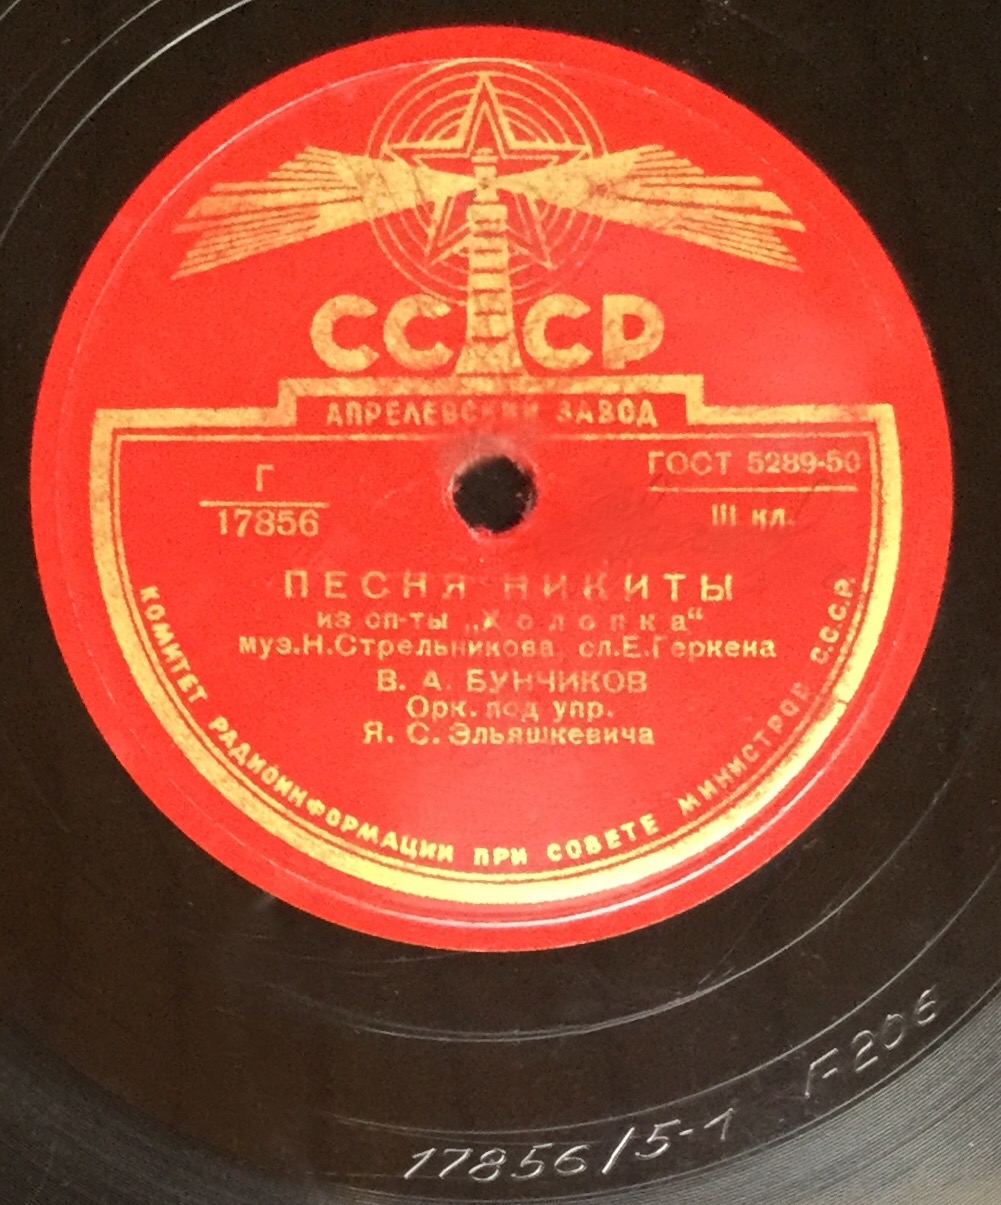 СССР
АПРЕЛЕВСКИЙ ЗАВОД
Г
17856
ГОСТ 5289-50
III кл.
ПЕСНЯ НИКИТЫ
из оп-ты „Холопка“
муз.Н.Стрельникова, сл.Е.Геркена
В. А. БУНЧИКОВ
Орк. под упр.
Я. С. Эльяшкевича
КОМИТЕТ РАДИОИНФОРМАЦИИ ПРИ СОВЕТЕ МИНИСТРОВ С.С.С.Р.
17856/5-1
F-206